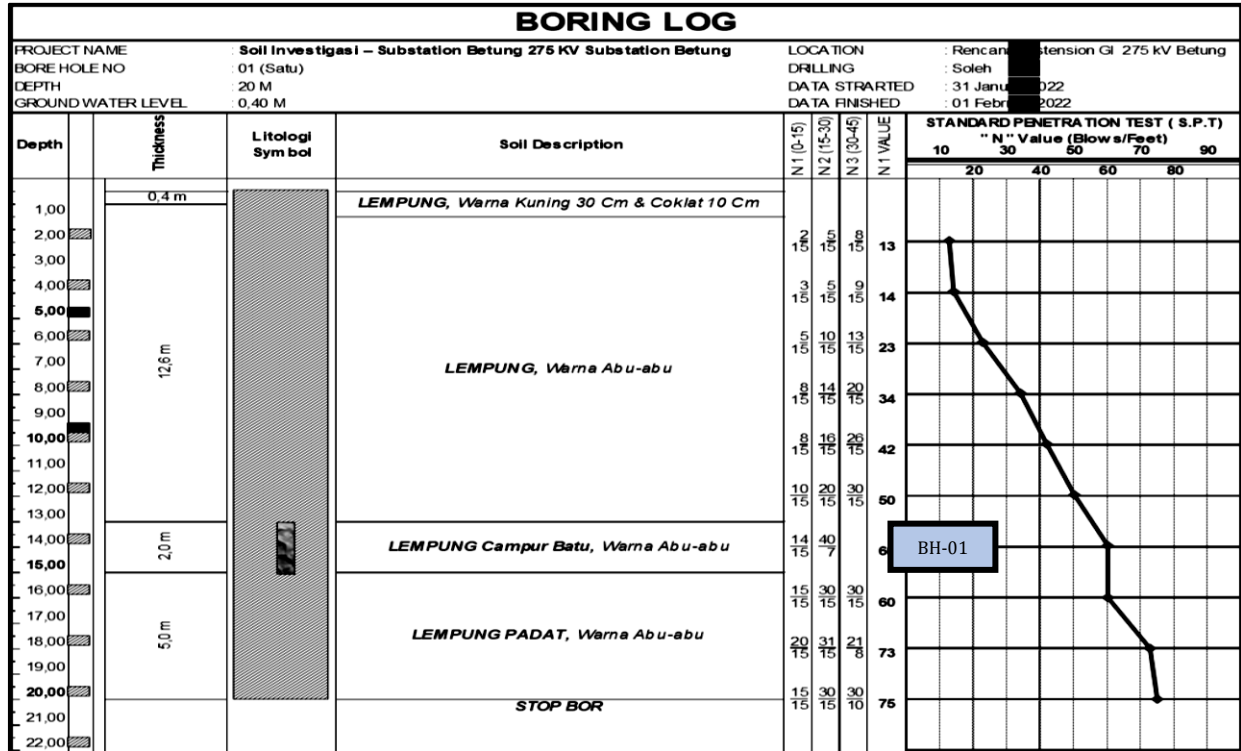 BORING LOG
PROJECT NAME : Soil Investigasi – Substation Betung 275 KV Substation Betung
BORE HOLE NO : 01 (Satu)
DEPTH : 20 M
GROUND WATER LEVEL : 0,40 M
LOCATION : Rencan tension GI 275 kV Betung
DRILLING : Soleh
DATA STRARTED : 31 Janu 022
DATA FINISHED : 01 Febr 2022
Depth Thickness Litologi Symbol Soil Description N 1 (0-15) N 2 (15-30) N 3 (30-45) N 1 VALUE
STANDARD PENETRATION TEST ( S.P.T)
" N " Value (Blows/Feet)
10 30 50 70 90
20 40 60 80
0,4 m LEMPUNG, Warna Kuning 30 Cm & Coklat 10 Cm
1,00
2,00 2/15 5/15 8/15 13
3,00
4,00 3/15 5/15 9/15 14
5,00
6,00 5/15 10/15 13/15 23
7,00 12,6 m LEMPUNG, Warna Abu-abu
8,00 8/15 14/15 20/15 34
9,00
10,00 8/15 16/15 26/15 42
11,00
12,00 10/15 20/15 30/15 50
13,00
14,00 2,0 m LEMPUNG Campur Batu, Warna Abu-abu 14/15 40/7 BH-01
15,00
16,00 15/15 30/15 30/15 60
17,00
18,00 5,0 m LEMPUNG PADAT, Warna Abu-abu 20/15 31/15 21/8 73
19,00
20,00 15/15 30/15 30/10 75
STOP BOR
21,00
22,00